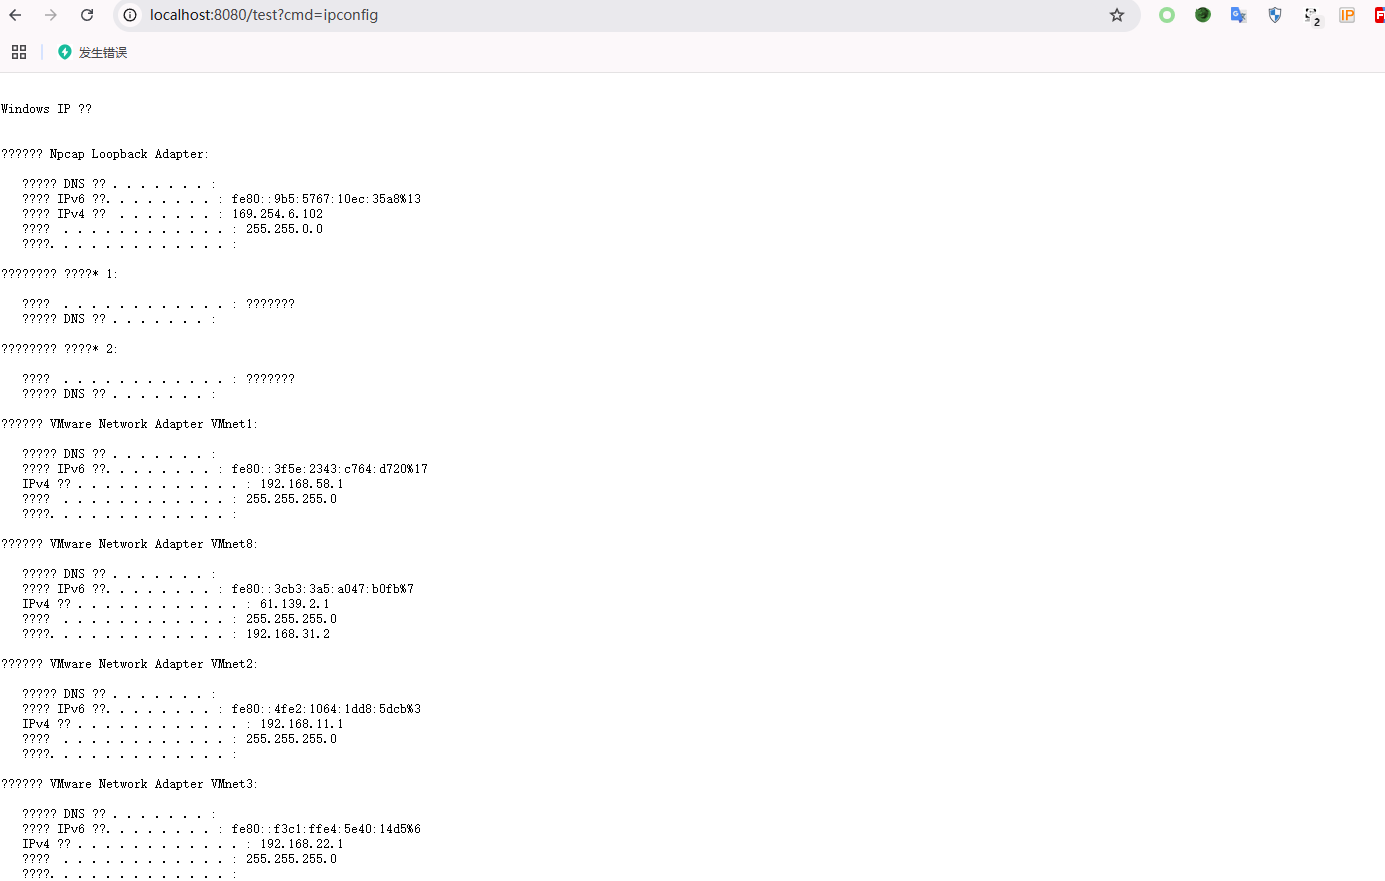 localhost:8080/test?cmd=ipconfig
2
IP
发生错误
Windows IP ??
?????? Npcap Loopback Adapter:
????? DNS ?? . . . . . . . :
???? IPv6 ??. . . . . . . . : fe80::9b5:5767:10ec:35a8%13
???? IPv4 ??  . . . . . . . : 169.254.6.102
????  . . . . . . . . . . . . : 255.255.0.0
????. . . . . . . . . . . . . :
???????? ????* 1:
????  . . . . . . . . . . . . : ???????
????? DNS ?? . . . . . . . :
???????? ????* 2:
????  . . . . . . . . . . . . : ???????
????? DNS ?? . . . . . . . :
?????? VMware Network Adapter VMnet1:
????? DNS ?? . . . . . . . :
???? IPv6 ??. . . . . . . . : fe80::3f5e:2343:c764:d720%17
IPv4 ?? . . . . . . . . . . . . : 192.168.58.1
????  . . . . . . . . . . . . : 255.255.255.0
????. . . . . . . . . . . . . :
?????? VMware Network Adapter VMnet8:
????? DNS ?? . . . . . . . :
???? IPv6 ??. . . . . . . . : fe80::3cb3:3a5:a047:b0fb%7
IPv4 ?? . . . . . . . . . . . . : 61.139.2.1
????  . . . . . . . . . . . . : 255.255.255.0
????. . . . . . . . . . . . . : 192.168.31.2
?????? VMware Network Adapter VMnet2:
????? DNS ?? . . . . . . . :
???? IPv6 ??. . . . . . . . : fe80::4fe2:1064:1dd8:5dcb%3
IPv4 ?? . . . . . . . . . . . . : 192.168.11.1
????  . . . . . . . . . . . . : 255.255.255.0
????. . . . . . . . . . . . . :
?????? VMware Network Adapter VMnet3:
????? DNS ?? . . . . . . . :
???? IPv6 ??. . . . . . . . : fe80::f3c1:ffe4:5e40:14d5%6
IPv4 ?? . . . . . . . . . . . . : 192.168.22.1
????  . . . . . . . . . . . . : 255.255.255.0
????. . . . . . . . . . . . . :